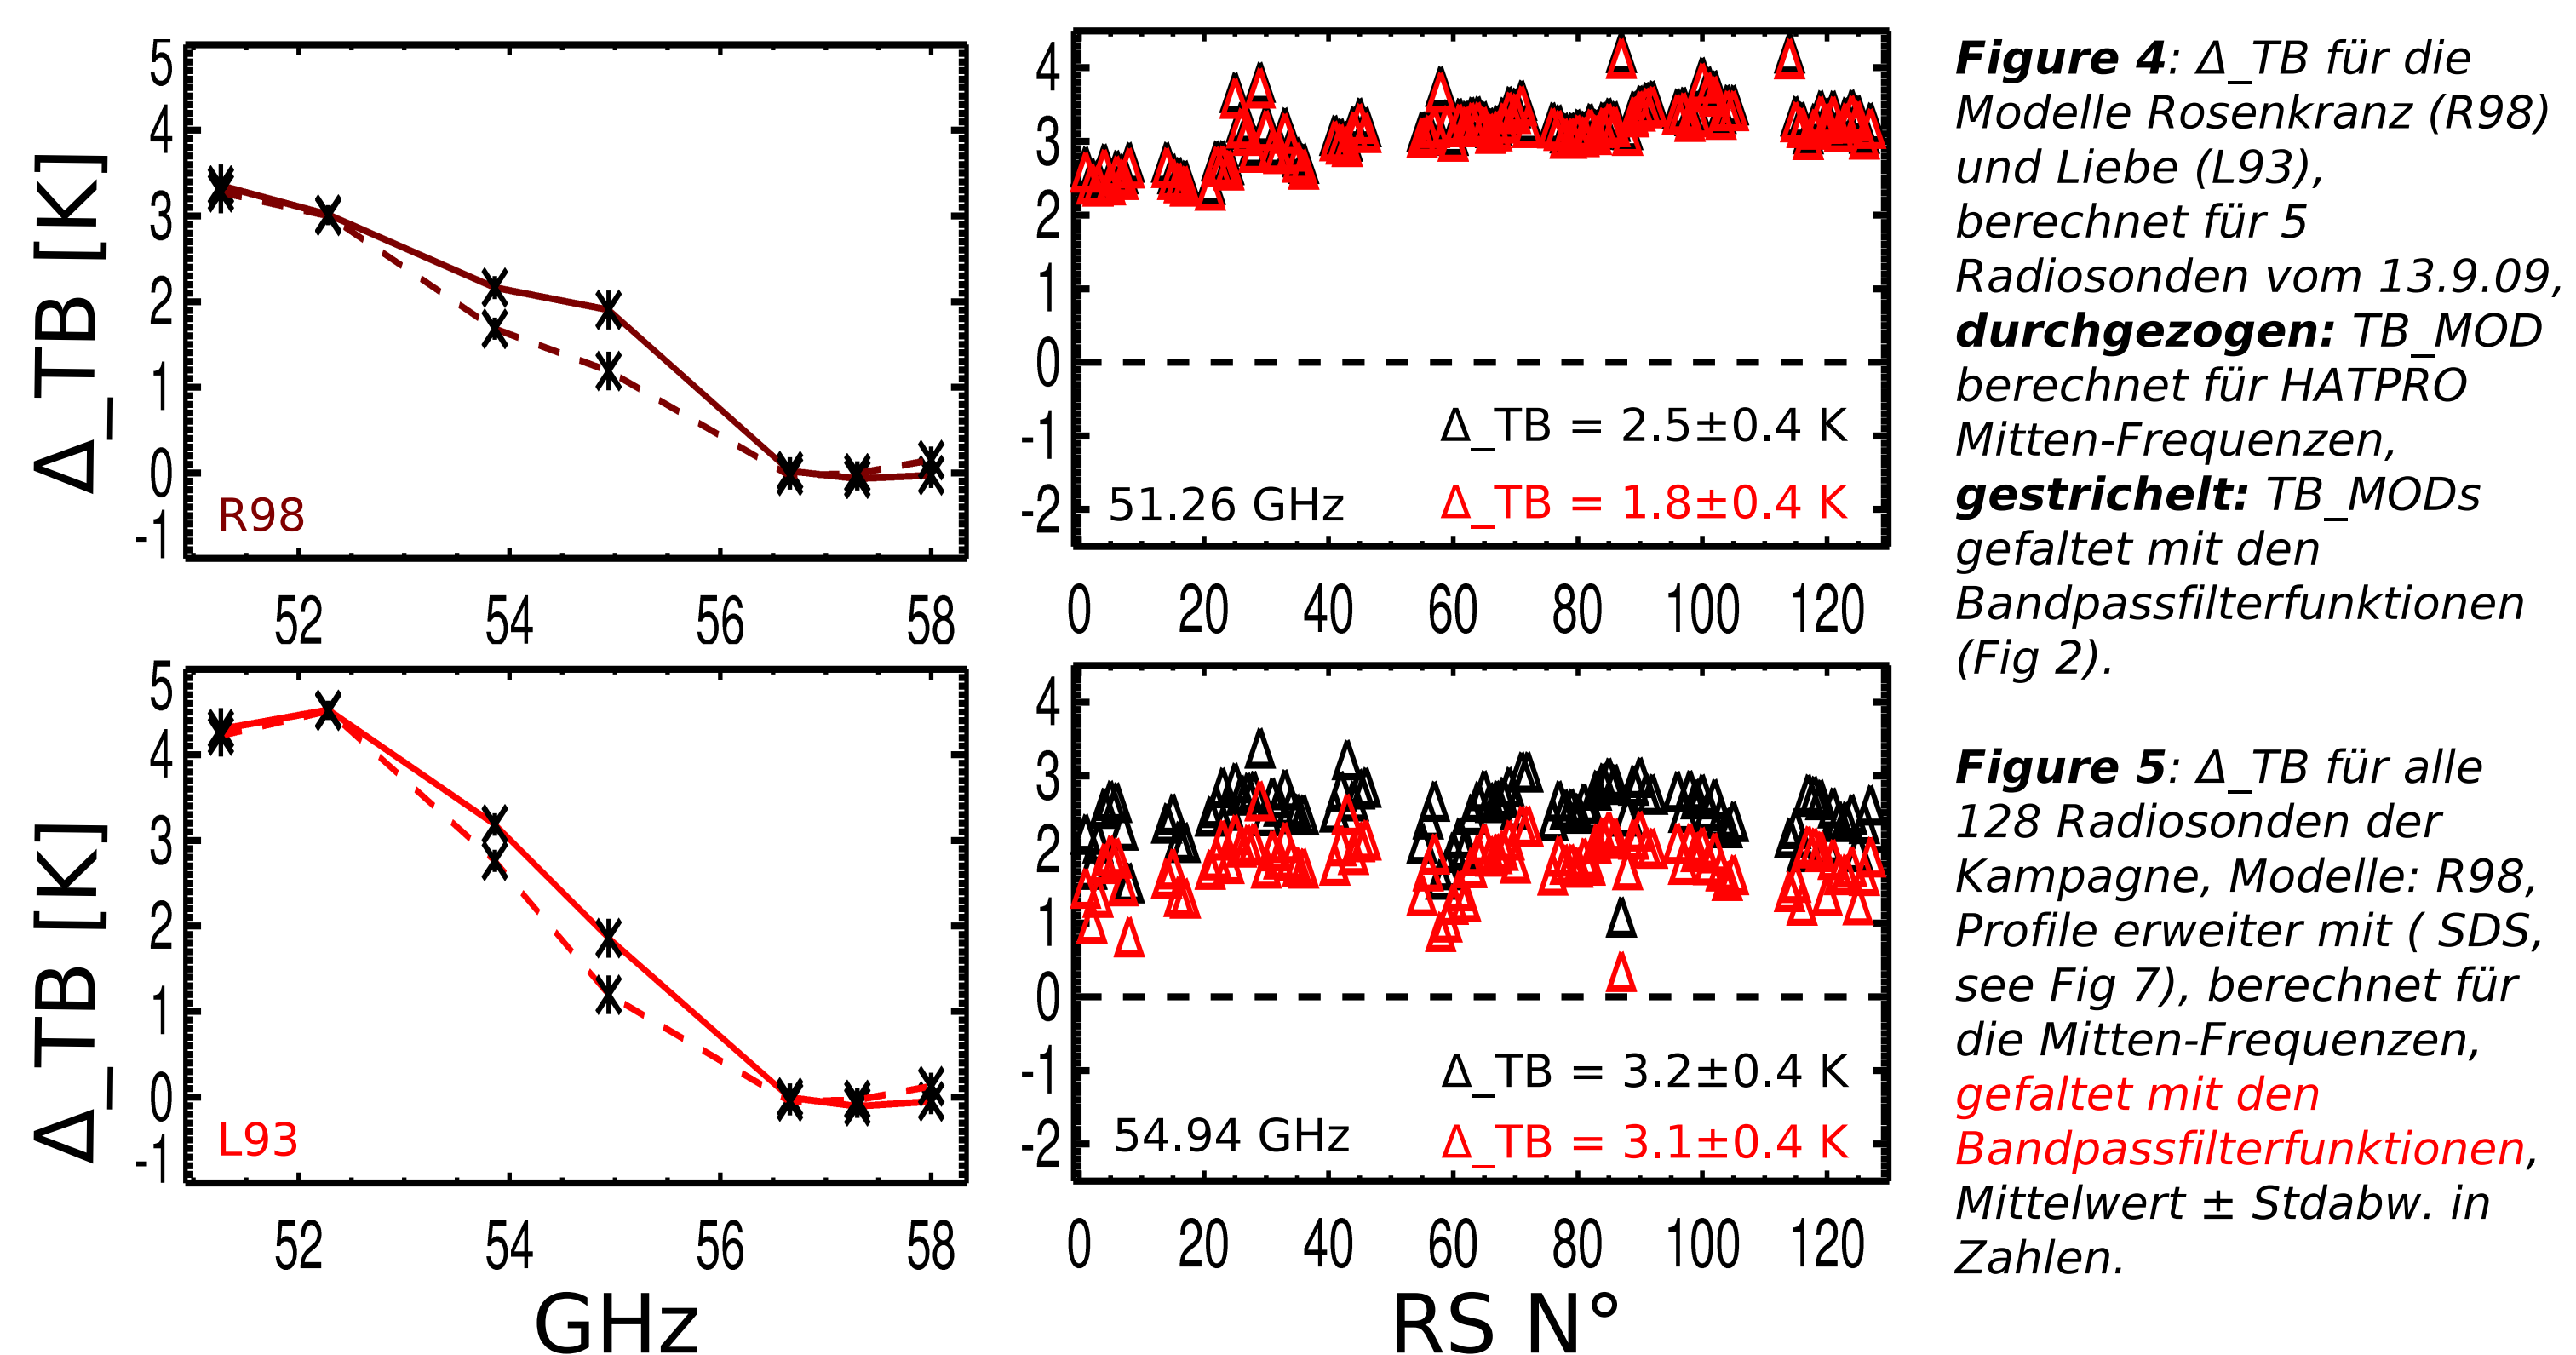 Δ_TB [K]
5
4
3
2
1
0
-1
R98
52 54 56 58
Δ_TB [K]
5
4
3
2
1
0
-1
L93
52 54 56 58
GHz
4
3
2
1
0
-1
-2
Δ_TB = 2.5±0.4 K
51.26 GHz Δ_TB = 1.8±0.4 K
0 20 40 60 80 100 120
4
3
2
1
0
-1
-2
Δ_TB = 3.2±0.4 K
54.94 GHz Δ_TB = 3.1±0.4 K
0 20 40 60 80 100 120
RS N°
Figure 4: Δ_TB für die
Modelle Rosenkranz (R98)
und Liebe (L93),
berechnet für 5
Radiosonden vom 13.9.09,
durchgezogen: TB_MOD
berechnet für HATPRO
Mitten-Frequenzen,
gestrichelt: TB_MODs
gefaltet mit den
Bandpassfilterfunktionen
(Fig 2).
Figure 5: Δ_TB für alle
128 Radiosonden der
Kampagne, Modelle: R98,
Profile erweiter mit ( SDS,
see Fig 7), berechnet für
die Mitten-Frequenzen,
gefaltet mit den
Bandpassfilterfunktionen,
Mittelwert ± Stdabw. in
Zahlen.